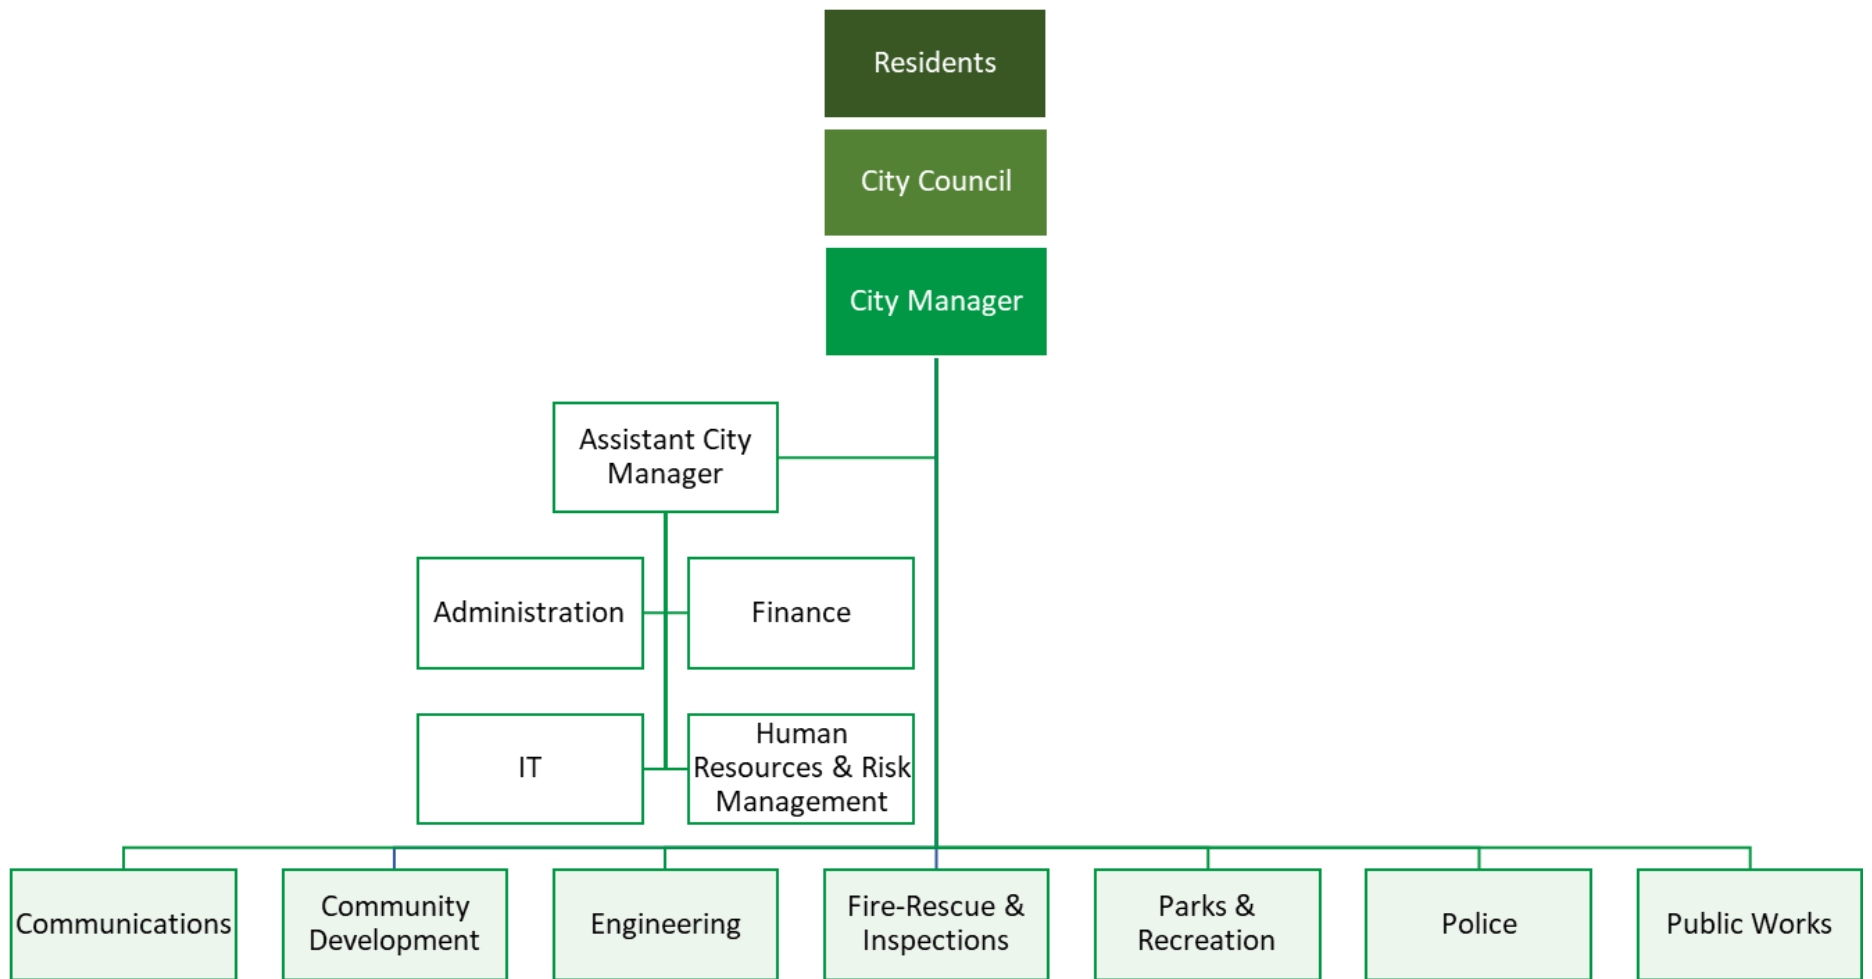 Residents
City Council
City Manager
Assistant City
Manager
Administration
Finance
IT
Human
Resources & Risk
Management
Communications
Community
Development
Engineering
Fire-Rescue &
Inspections
Parks &
Recreation
Police
Public Works